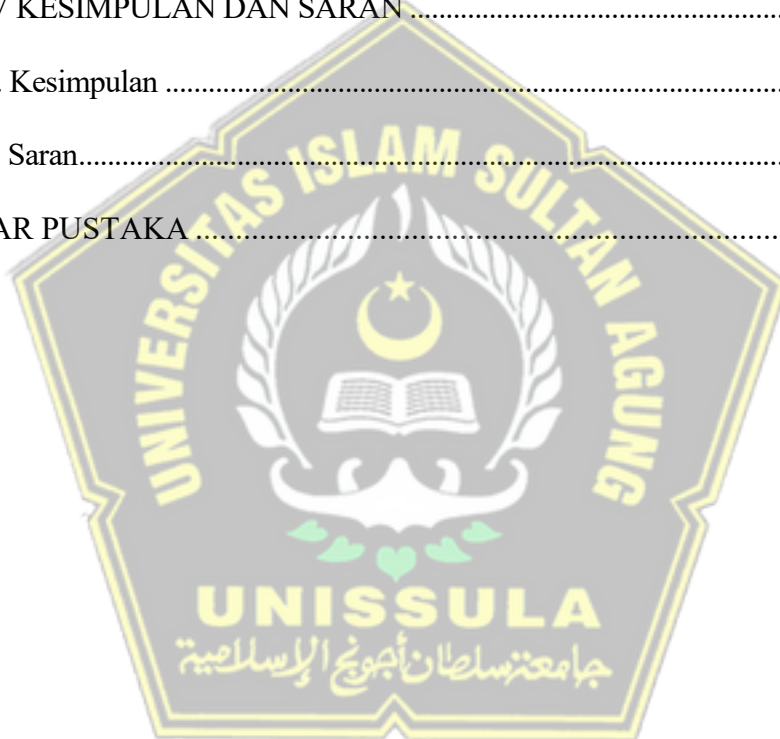 KESIMPULAN DAN SARAN ........................................................
. Kesimpulan ........................................................................................
Saran....................................................................................................
AR PUSTAKA ....................................................................................
UNIVERSITAS ISLAM SULTAN AGUNG
UNISSULA
جامعة سلطان أجونج الإسلامية